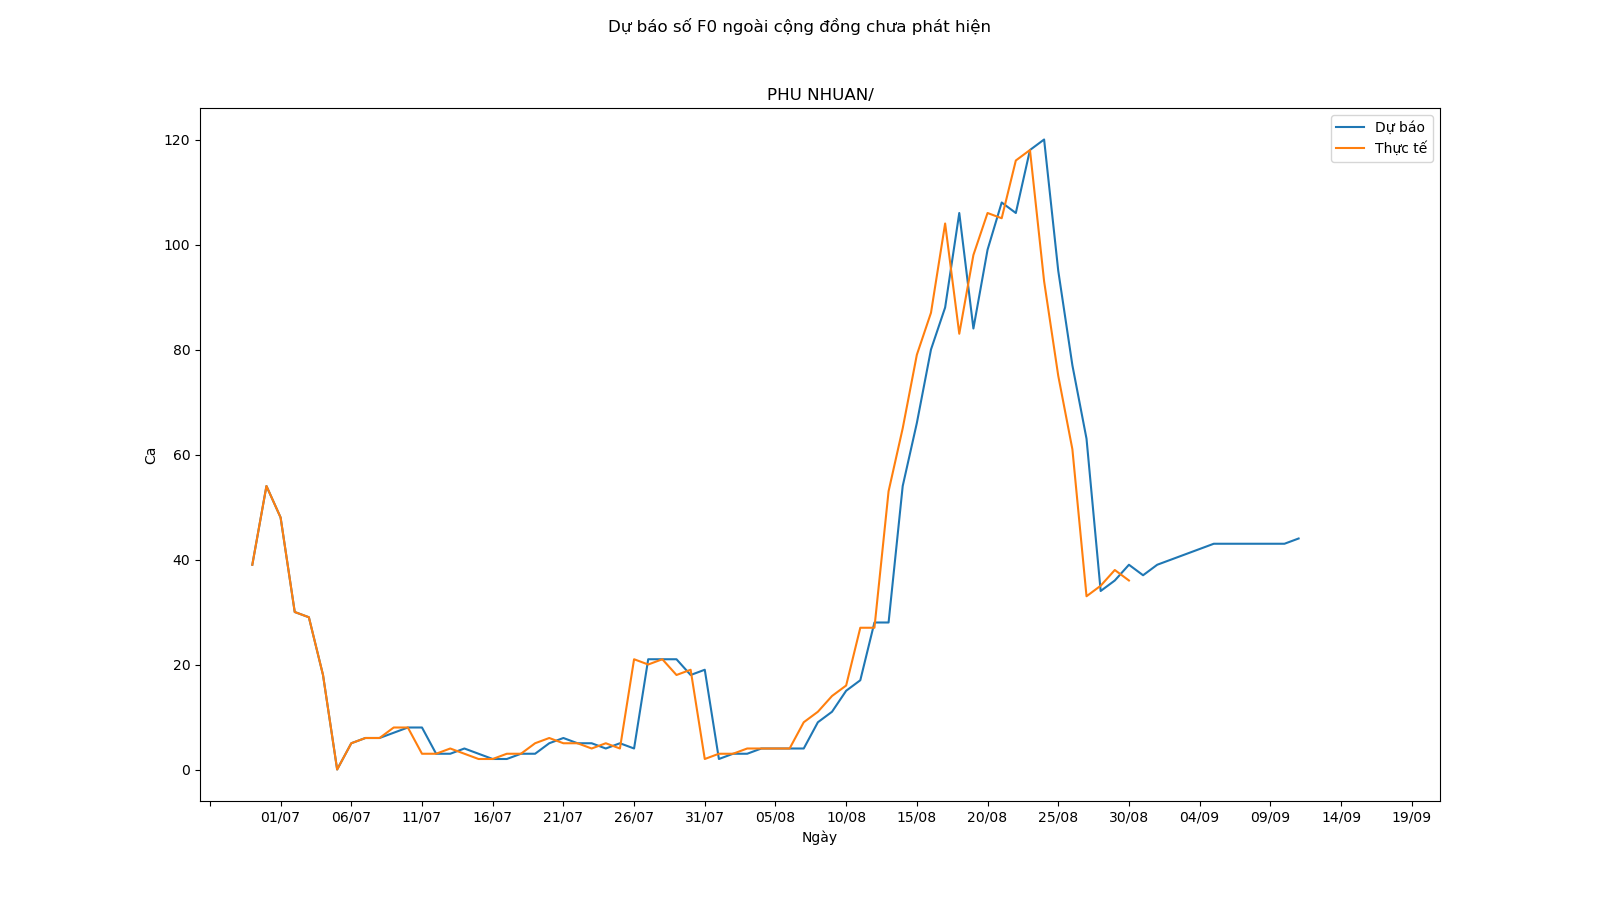 Dự báo số F0 ngoài cộng đồng chưa phát hiện
PHU NHUAN/
Dự báo
Thực tế
120
100
80
60
40
20
0
Ca
01/07 06/07 11/07 16/07 21/07 26/07 31/07 05/08 10/08 15/08 20/08 25/08 30/08 04/09 09/09 14/09 19/09
Ngày